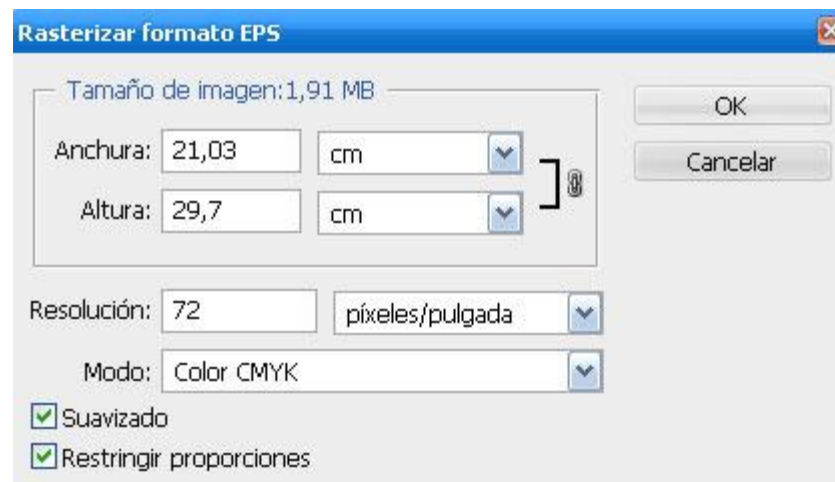 Rasterizar formato EPS
Tamaño de imagen:1,91 MB
OK
Anchura: 21,03 cm
Cancelar
Altura: 29,7 cm
Resolución: 72 píxeles/pulgada
Modo: Color CMYK
Suavizado
Restringir proporciones